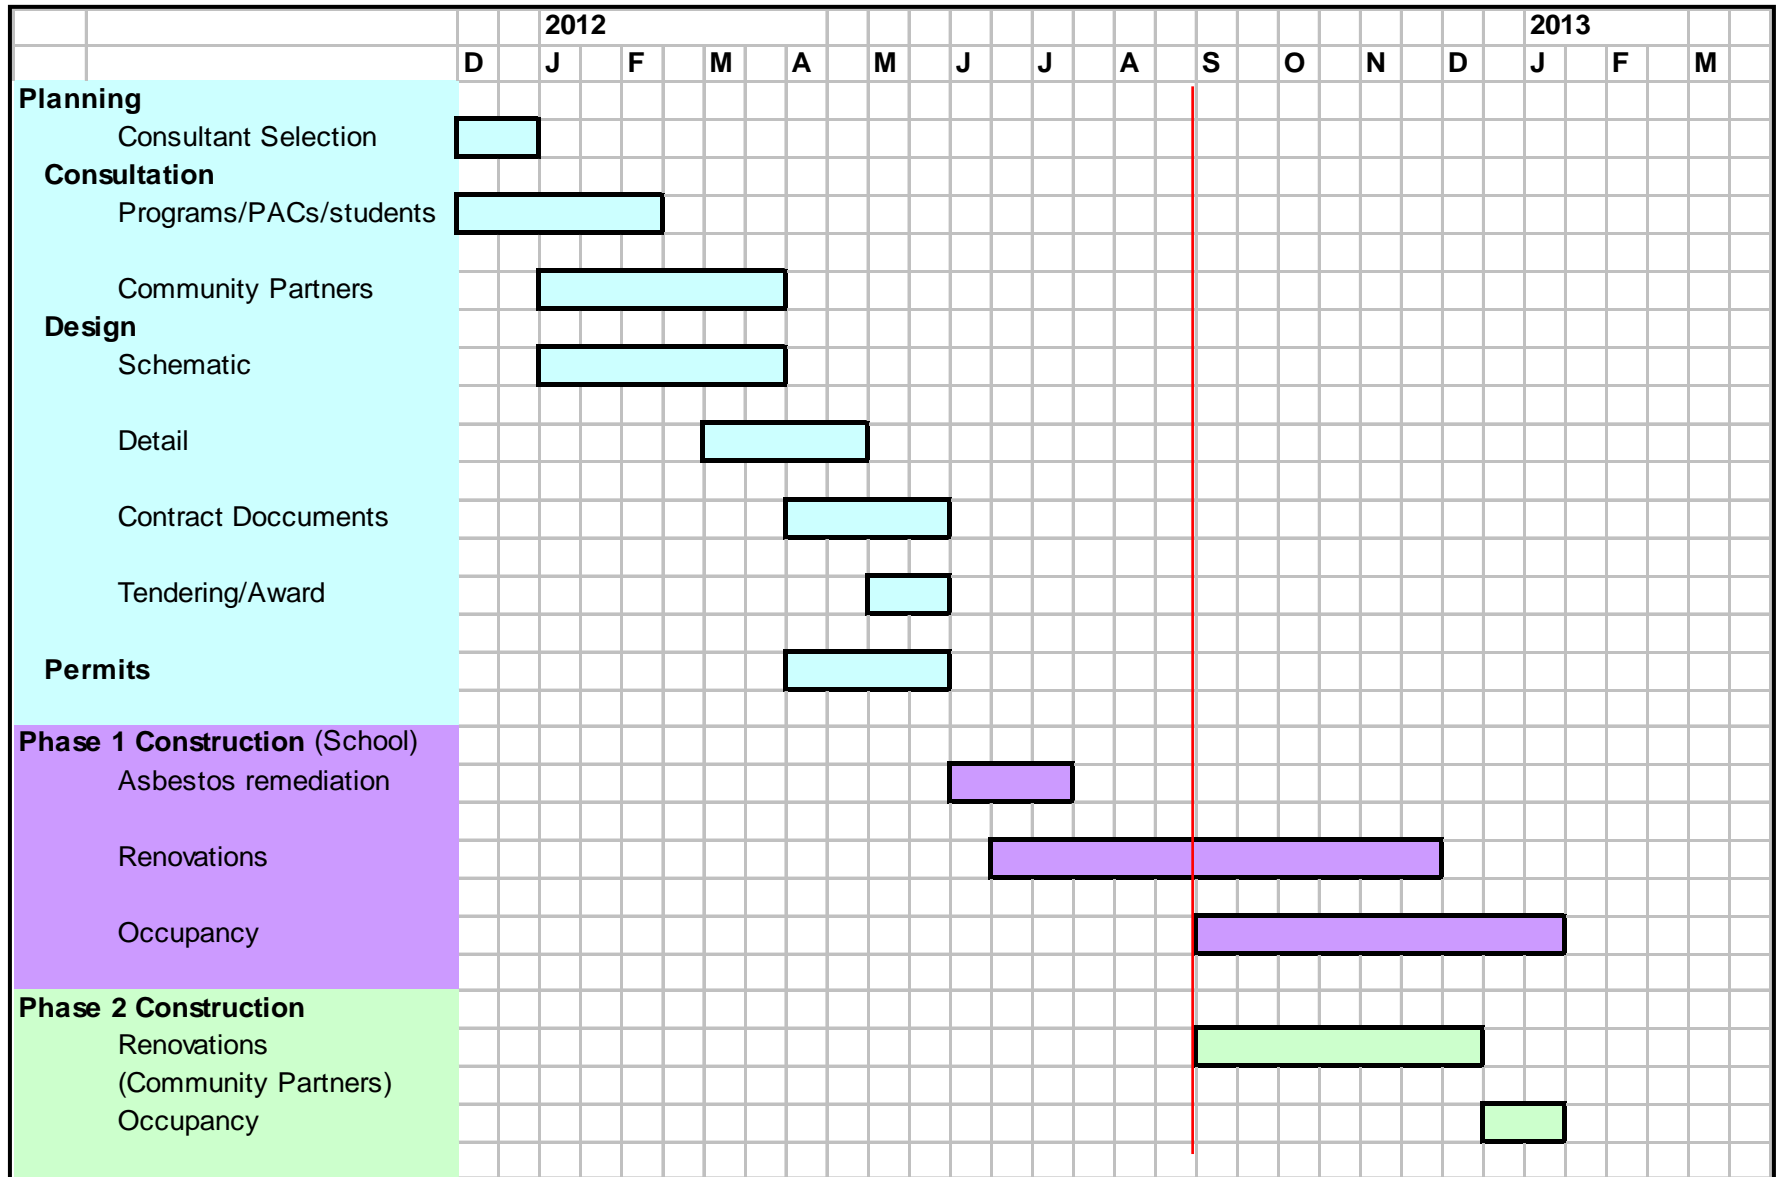 2012 2013
D J F M A M J J A S O N D J F M
Planning
Consultant Selection
Consultation
Programs/PACs/students
Community Partners
Design
Schematic
Detail
Contract Doccuments
Tendering/Award
Permits
Phase 1 Construction (School)
Asbestos remediation
Renovations
Occupancy
Phase 2 Construction
Renovations
(Community Partners)
Occupancy